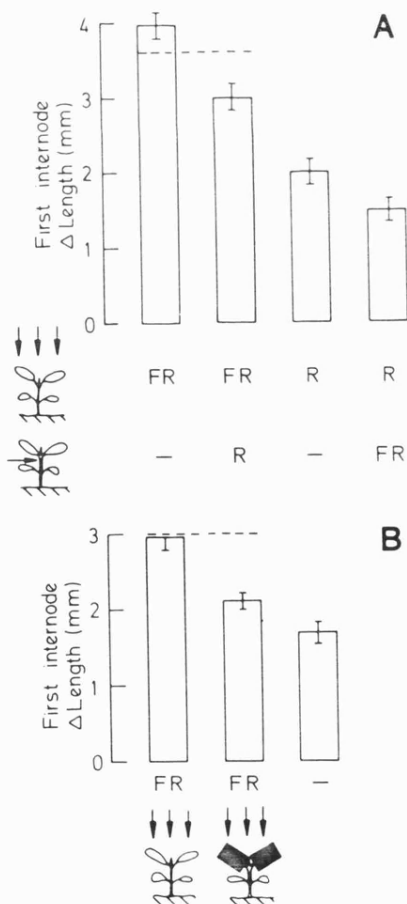 A
First internode
Δ Length (mm)
4
3
2
1
0
FR FR R R
— R — FR
B
First internode
Δ Length (mm)
3
2
1
0
FR FR —